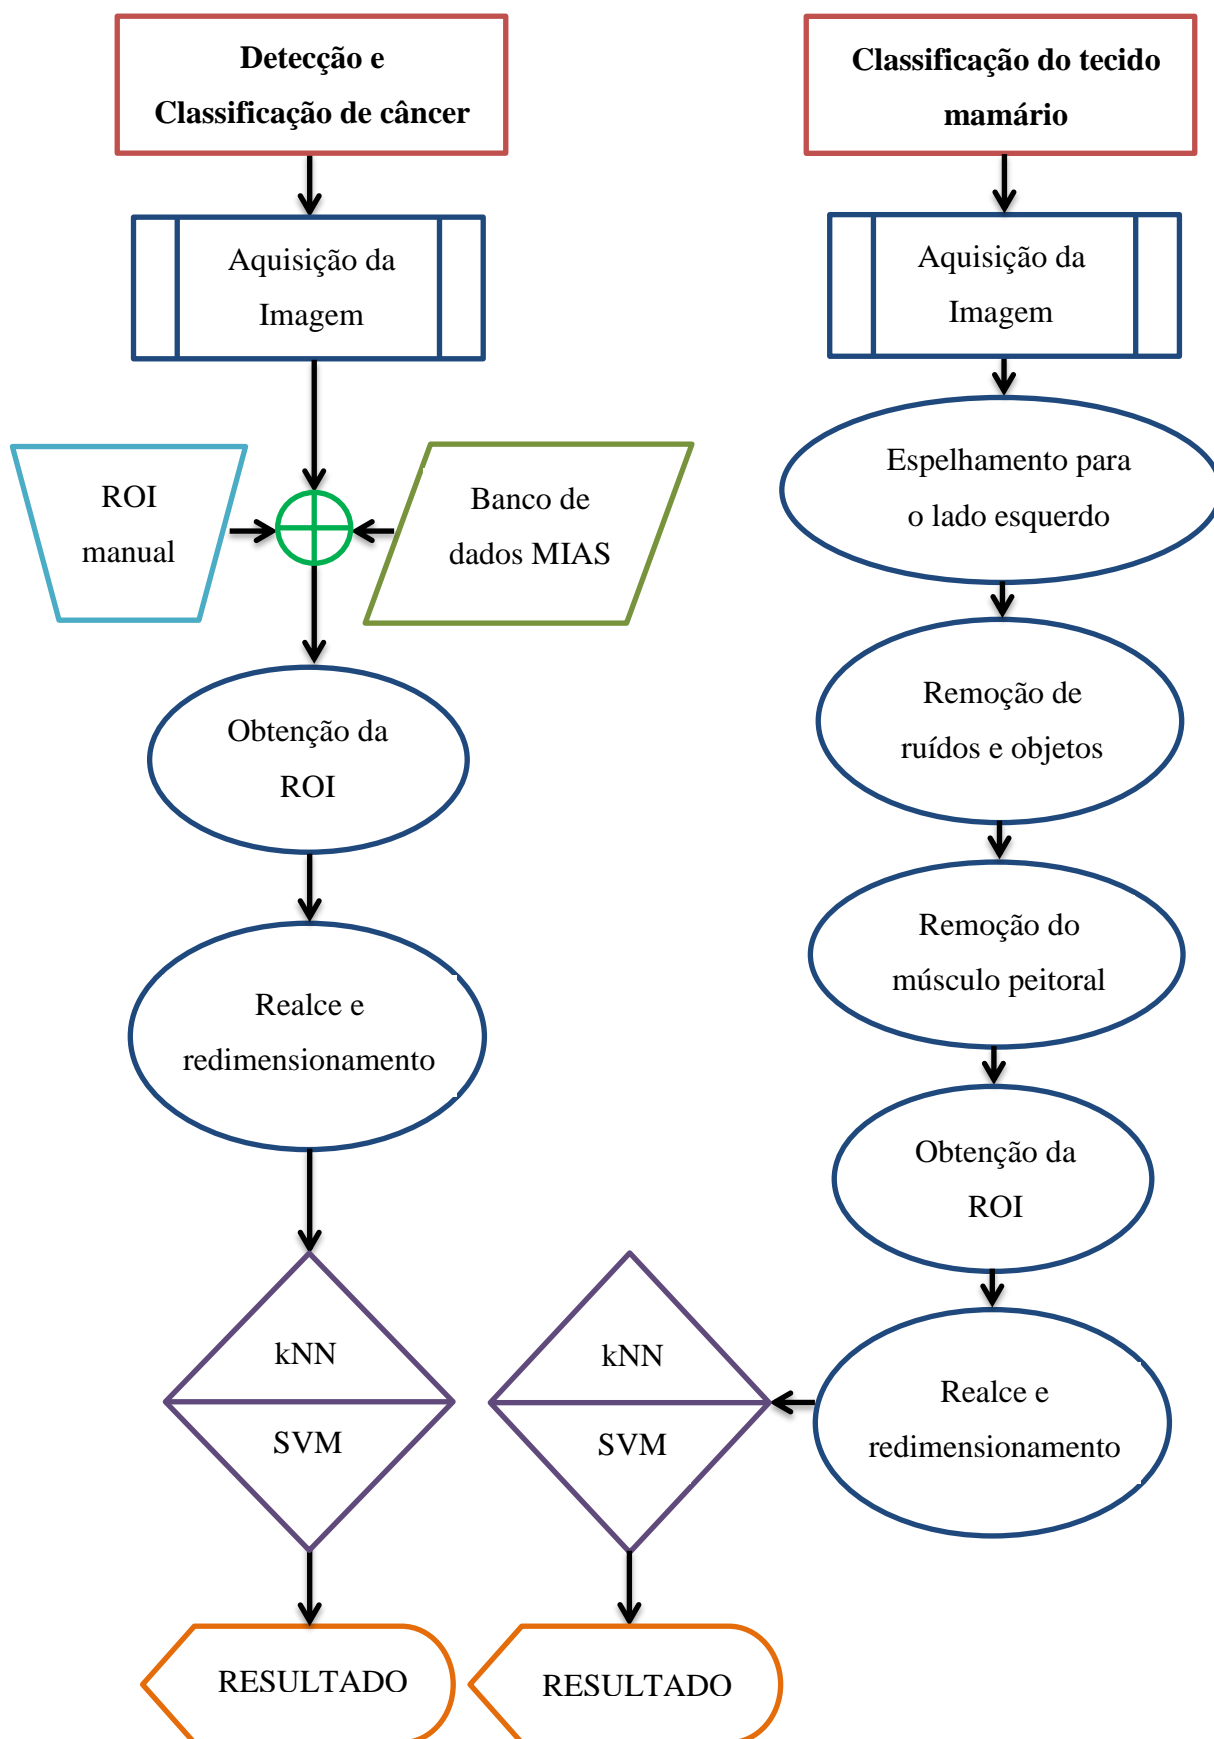 Detecção e
Classificação de câncer
Aquisição da
Imagem
ROI
manual
Banco de
dados MIAS
Obtenção da
ROI
Realce e
redimensionamento
kNN
SVM
RESULTADO
Classificação do tecido
mamário
Aquisição da
Imagem
Espelhamento para
o lado esquerdo
Remoção de
ruídos e objetos
Remoção do
músculo peitoral
Obtenção da
ROI
Realce e
redimensionamento
kNN
SVM
RESULTADO